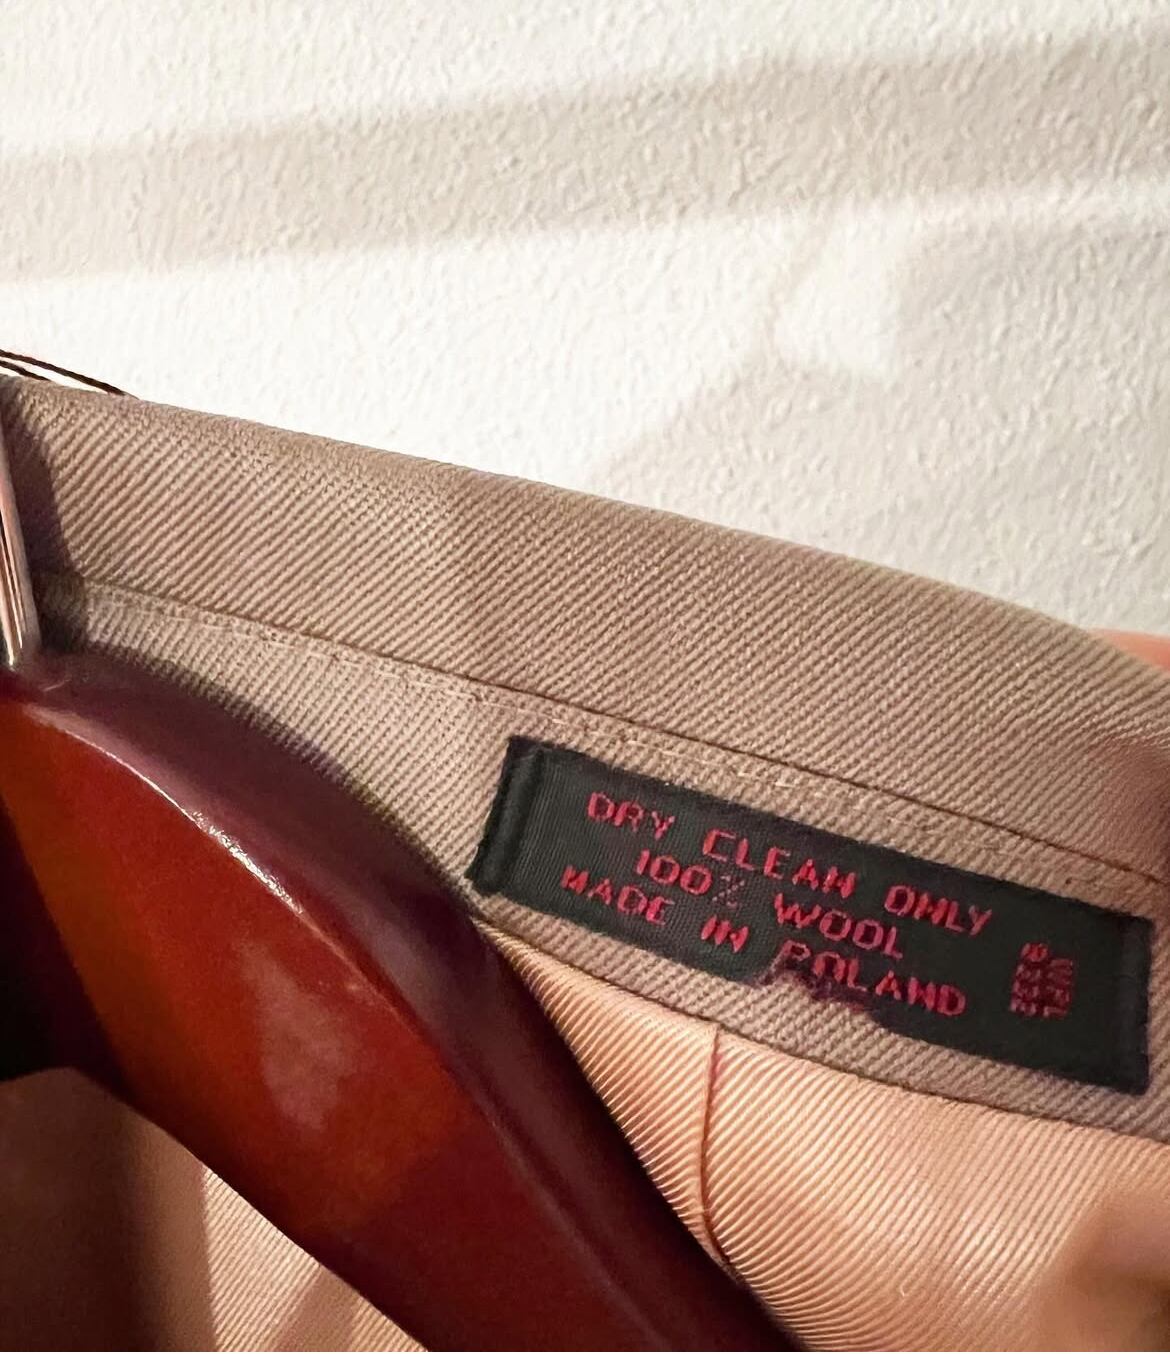 DRY CLEAN ONLY
100% WOOL
MADE IN POLAND